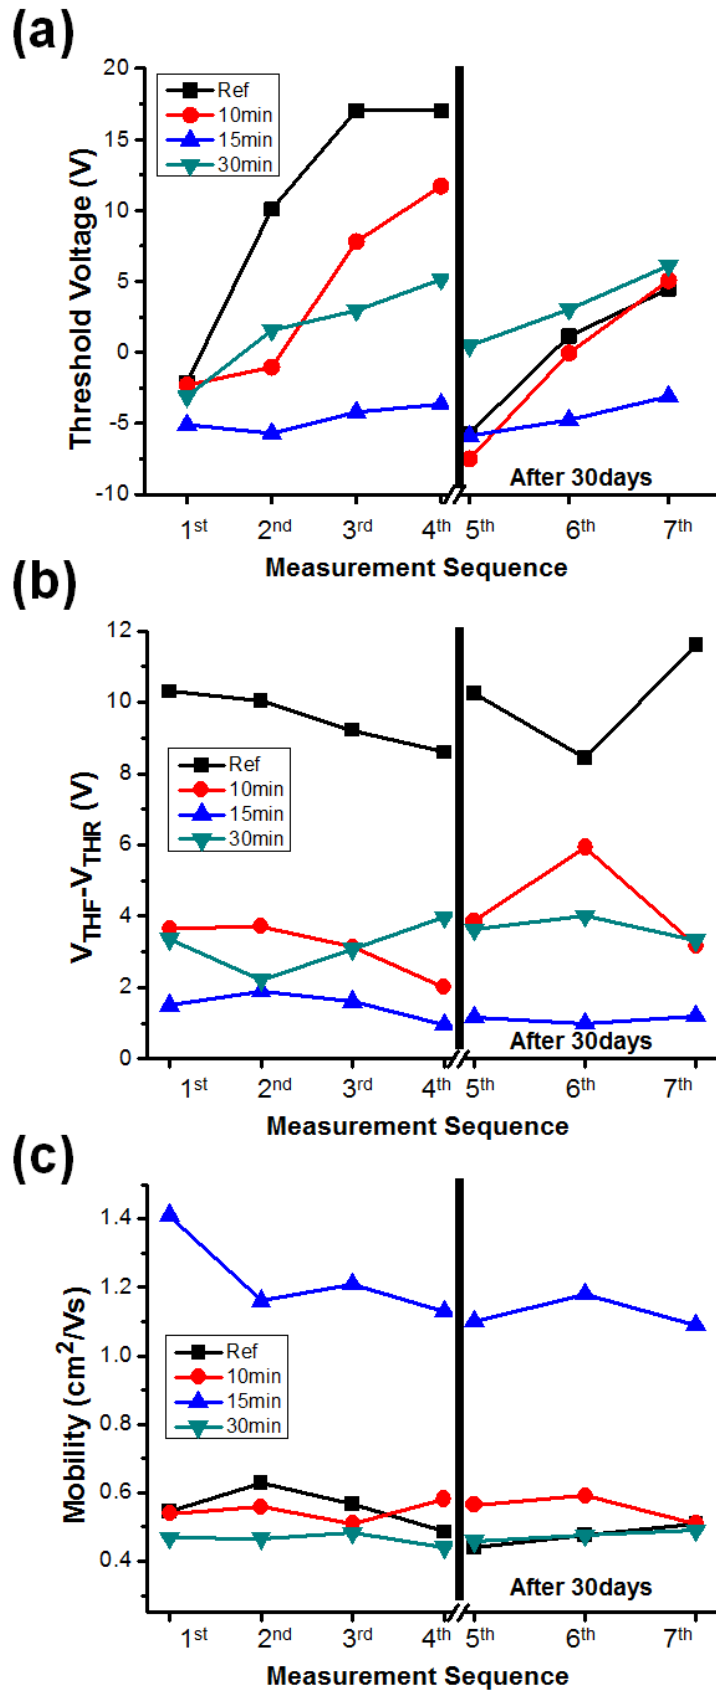 (a)
20
15
10
5
0
-5
-10
Threshold Voltage (V)
Ref
10min
15min
30min
After 30days
1st 2nd 3rd 4th 5th 6th 7th
Measurement Sequence
(b)
12
10
8
6
4
2
0
VTHF-VTHR (V)
Ref
10min
15min
30min
After 30days
1st 2nd 3rd 4th 5th 6th 7th
Measurement Sequence
(c)
1.4
1.2
1.0
0.8
0.6
0.4
Mobility (cm2/Vs)
Ref
10min
15min
30min
After 30days
1st 2nd 3rd 4th 5th 6th 7th
Measurement Sequence